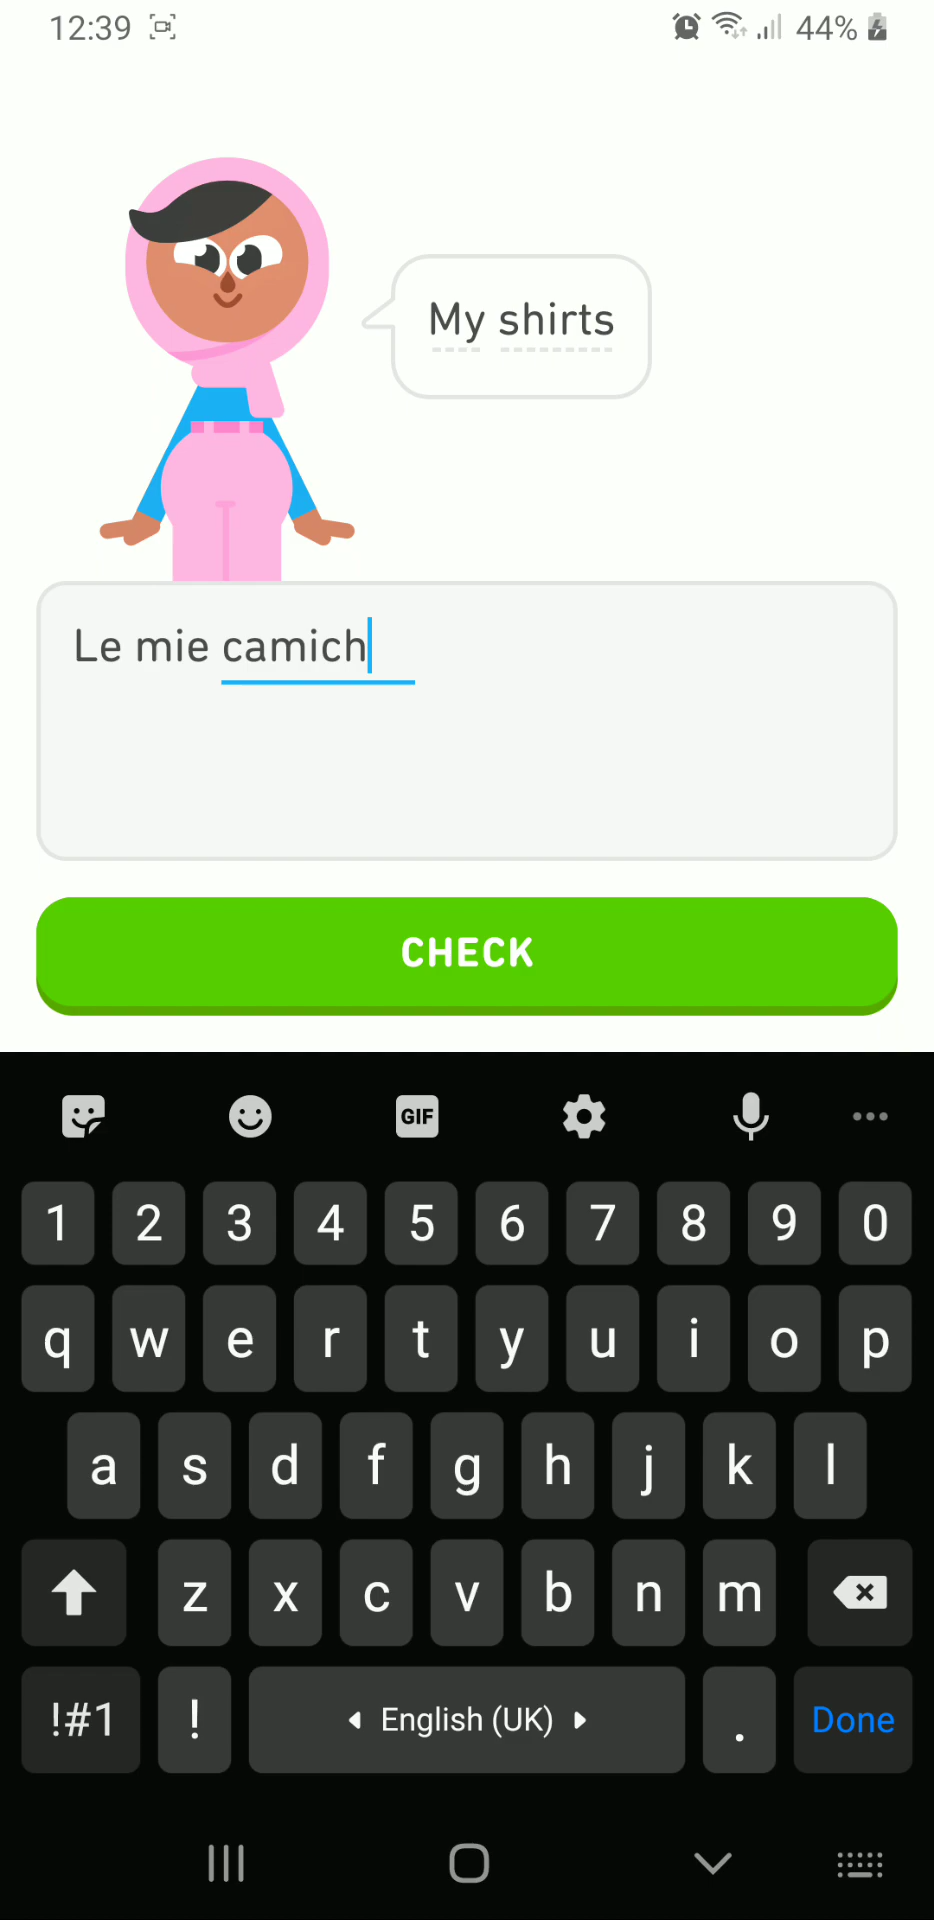 12:39 44%
My shirts
Le mie camich
CHECK
GIF
1 2 3 4 5 6 7 8 9 0
q w e r t y u i o p
a s d f g h j k l
z x c v b n m
!#1 ! English (UK) . Done